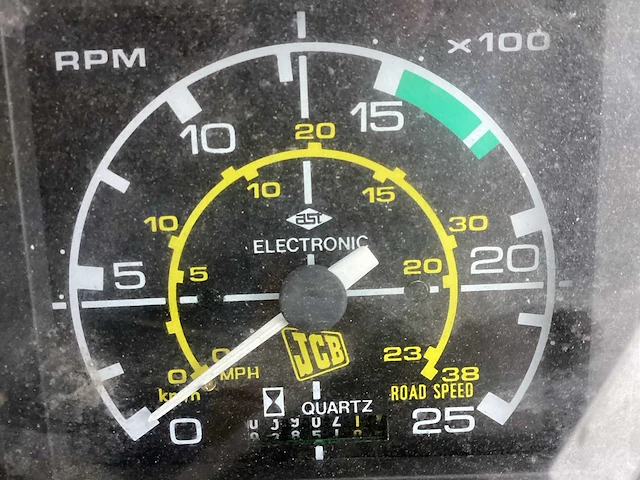 RPM x100
10 15
20
10 15
10 30
AST
ELECTRONIC
5 5 20 20
JCB
0 0 23 38
km/h MPH ROAD SPEED
0 QUARTZ 25